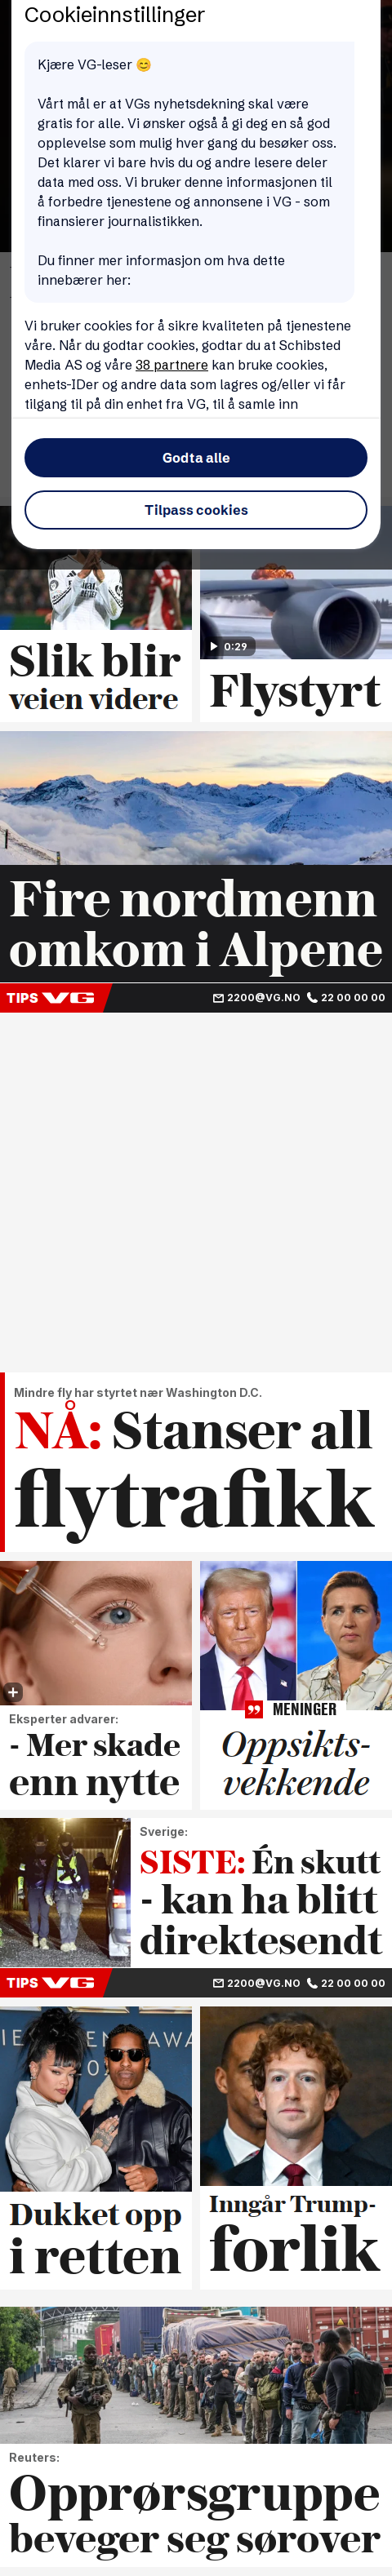 Cookieinnstillinger
Kjære VG-leser 😊
Vårt mål er at VGs nyhetsdekning skal være
gratis for alle. Vi ønsker også å gi deg en så god
opplevelse som mulig hver gang du besøker oss.
Det klarer vi bare hvis du og andre lesere deler
data med oss. Vi bruker denne informasjonen til
å forbedre tjenestene og annonsene i VG - som
finansierer journalistikken.
Du finner mer informasjon om hva dette
innebærer her:
Vi bruker cookies for å sikre kvaliteten på tjenestene
våre. Når du godtar cookies, godtar du at Schibsted
Media AS og våre 38 partnere kan bruke cookies,
enhets-IDer og andre data som lagres og/eller vi får
tilgang til på din enhet fra VG, til å samle inn
Godta alle
Tilpass cookies
Slik blir
veien videre
0:29
Flystyrt
Fire nordmenn
omkom i Alpene
TIPS VG 2200@VG.NO 22 00 00 00
Mindre fly har styrtet nær Washington D.C.
NÅ: Stanser all
flytrafikk
Eksperter advarer:
- Mer skade
enn nytte
MENINGER
Oppsikts-
vekkende
Sverige:
SISTE: Én skutt
- kan ha blitt
direktesendt
TIPS VG 2200@VG.NO 22 00 00 00
Dukket opp
i retten
Inngår Trump-
forlik
Reuters:
Opprørsgruppe
beveger seg sørover